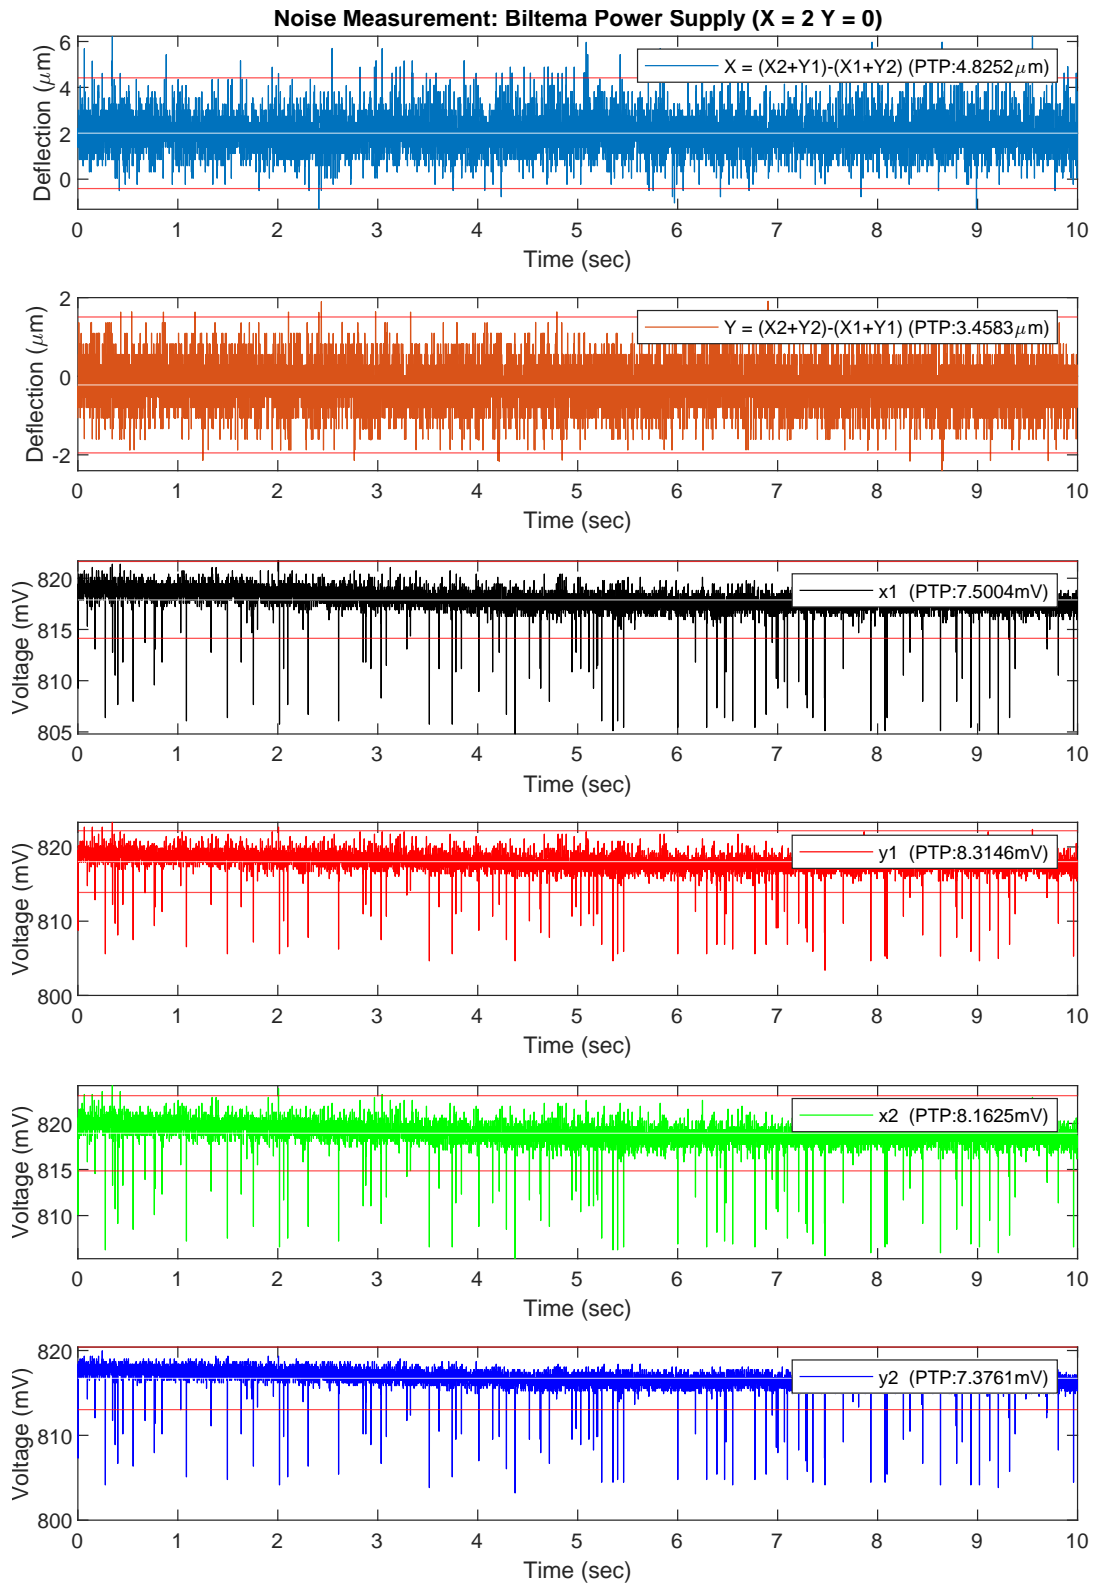 Noise Measurement: Biltema Power Supply (X = 2 Y = 0)
6
4
2
0
Deflection (μm)
X = (X2+Y1)-(X1+Y2) (PTP:4.8252μm)
0 1 2 3 4 5 6 7 8 9 10
Time (sec)
2
0
-2
Deflection (μm)
Y = (X2+Y2)-(X1+Y1) (PTP:3.4583μm)
0 1 2 3 4 5 6 7 8 9 10
Time (sec)
820
815
810
805
Voltage (mV)
x1 (PTP:7.5004mV)
0 1 2 3 4 5 6 7 8 9 10
Time (sec)
820
810
800
Voltage (mV)
y1 (PTP:8.3146mV)
0 1 2 3 4 5 6 7 8 9 10
Time (sec)
820
815
810
Voltage (mV)
x2 (PTP:8.1625mV)
0 1 2 3 4 5 6 7 8 9 10
Time (sec)
820
810
800
Voltage (mV)
y2 (PTP:7.3761mV)
0 1 2 3 4 5 6 7 8 9 10
Time (sec)